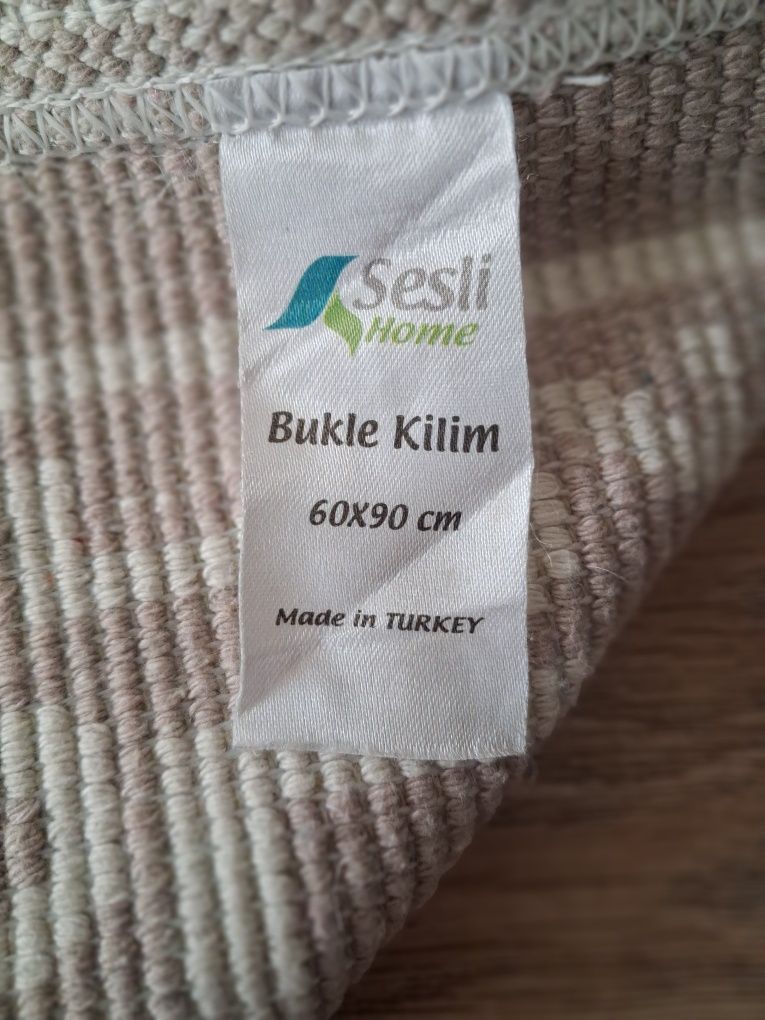 Sesli
Home
Bukle Kilim
60X90 cm
Made in TURKEY